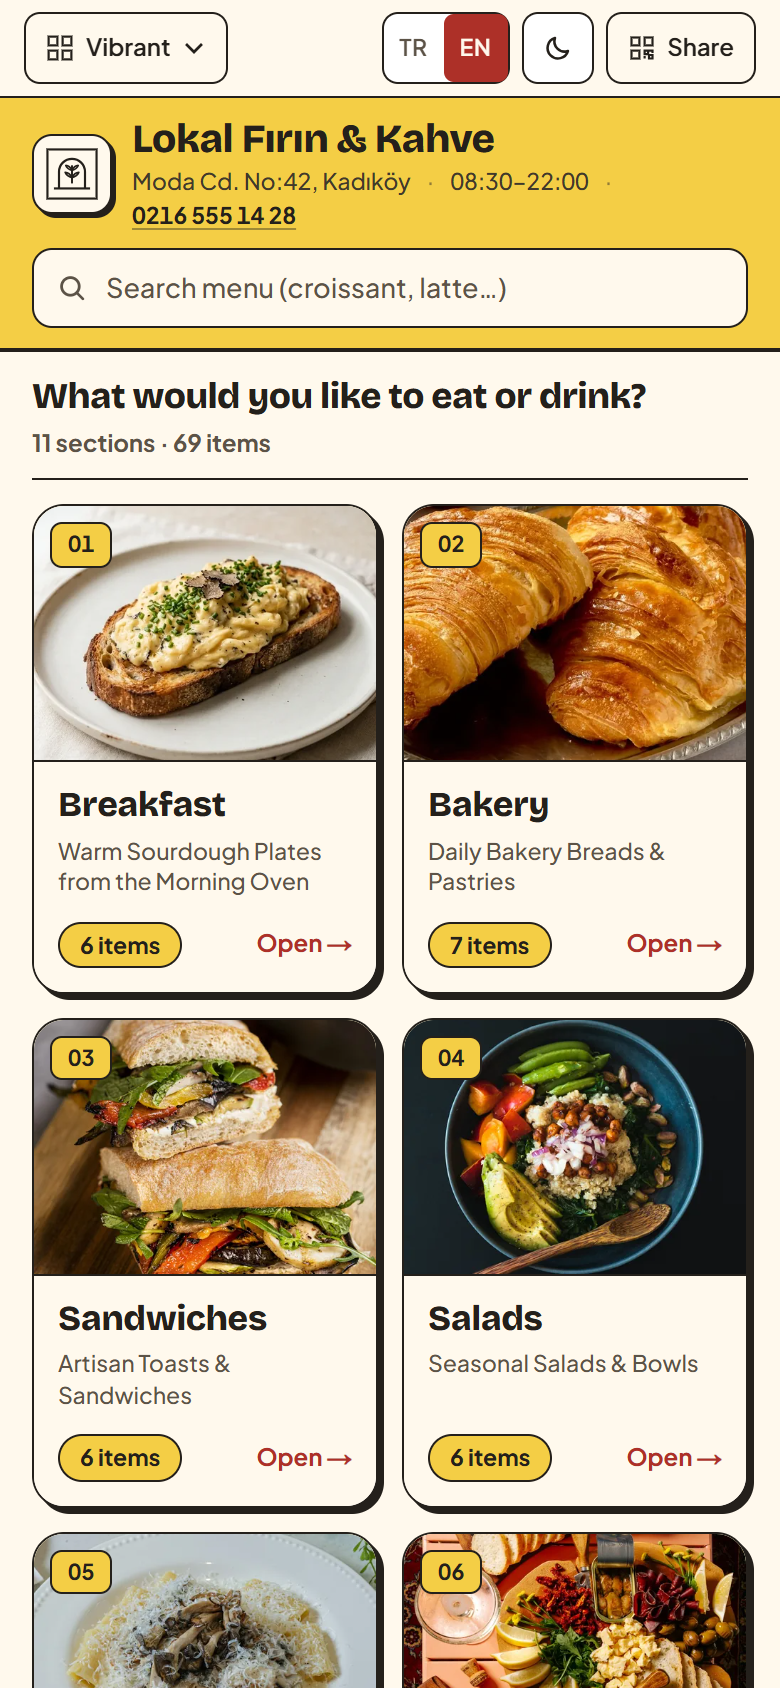 Vibrant
TR
EN
Share
Lokal Fırın & Kahve
Moda Cd. No:42, Kadıköy · 08:30–22:00 ·
0216 555 14 28
Search menu (croissant, latte…)
What would you like to eat or drink?
11 sections · 69 items
01
Breakfast
Warm Sourdough Plates
from the Morning Oven
6 items
Open →
02
Bakery
Daily Bakery Breads &
Pastries
7 items
Open →
03
Sandwiches
Artisan Toasts &
Sandwiches
6 items
Open →
04
Salads
Seasonal Salads & Bowls
6 items
Open →
05
06